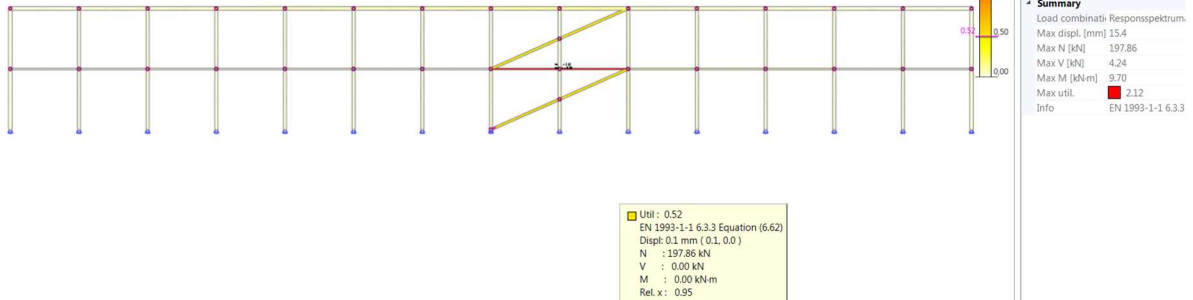 Summary
Load combinatio Responsspektrum
Max displ. [mm] 15.4
Max N [kN] 197.86
Max V [kN] 4.24
Max M [kN·m] 9.70
Max util. 2.12
Info EN 1993-1-1 6.3.3
0.52
0.50
0.00
Util : 0.52
EN 1993-1-1 6.3.3 Equation (6.62)
Displ: 0.1 mm ( 0.1, 0.0 )
N : 197.86 kN
V : 0.00 kN
M : 0.00 kN·m
Rel. x : 0.95